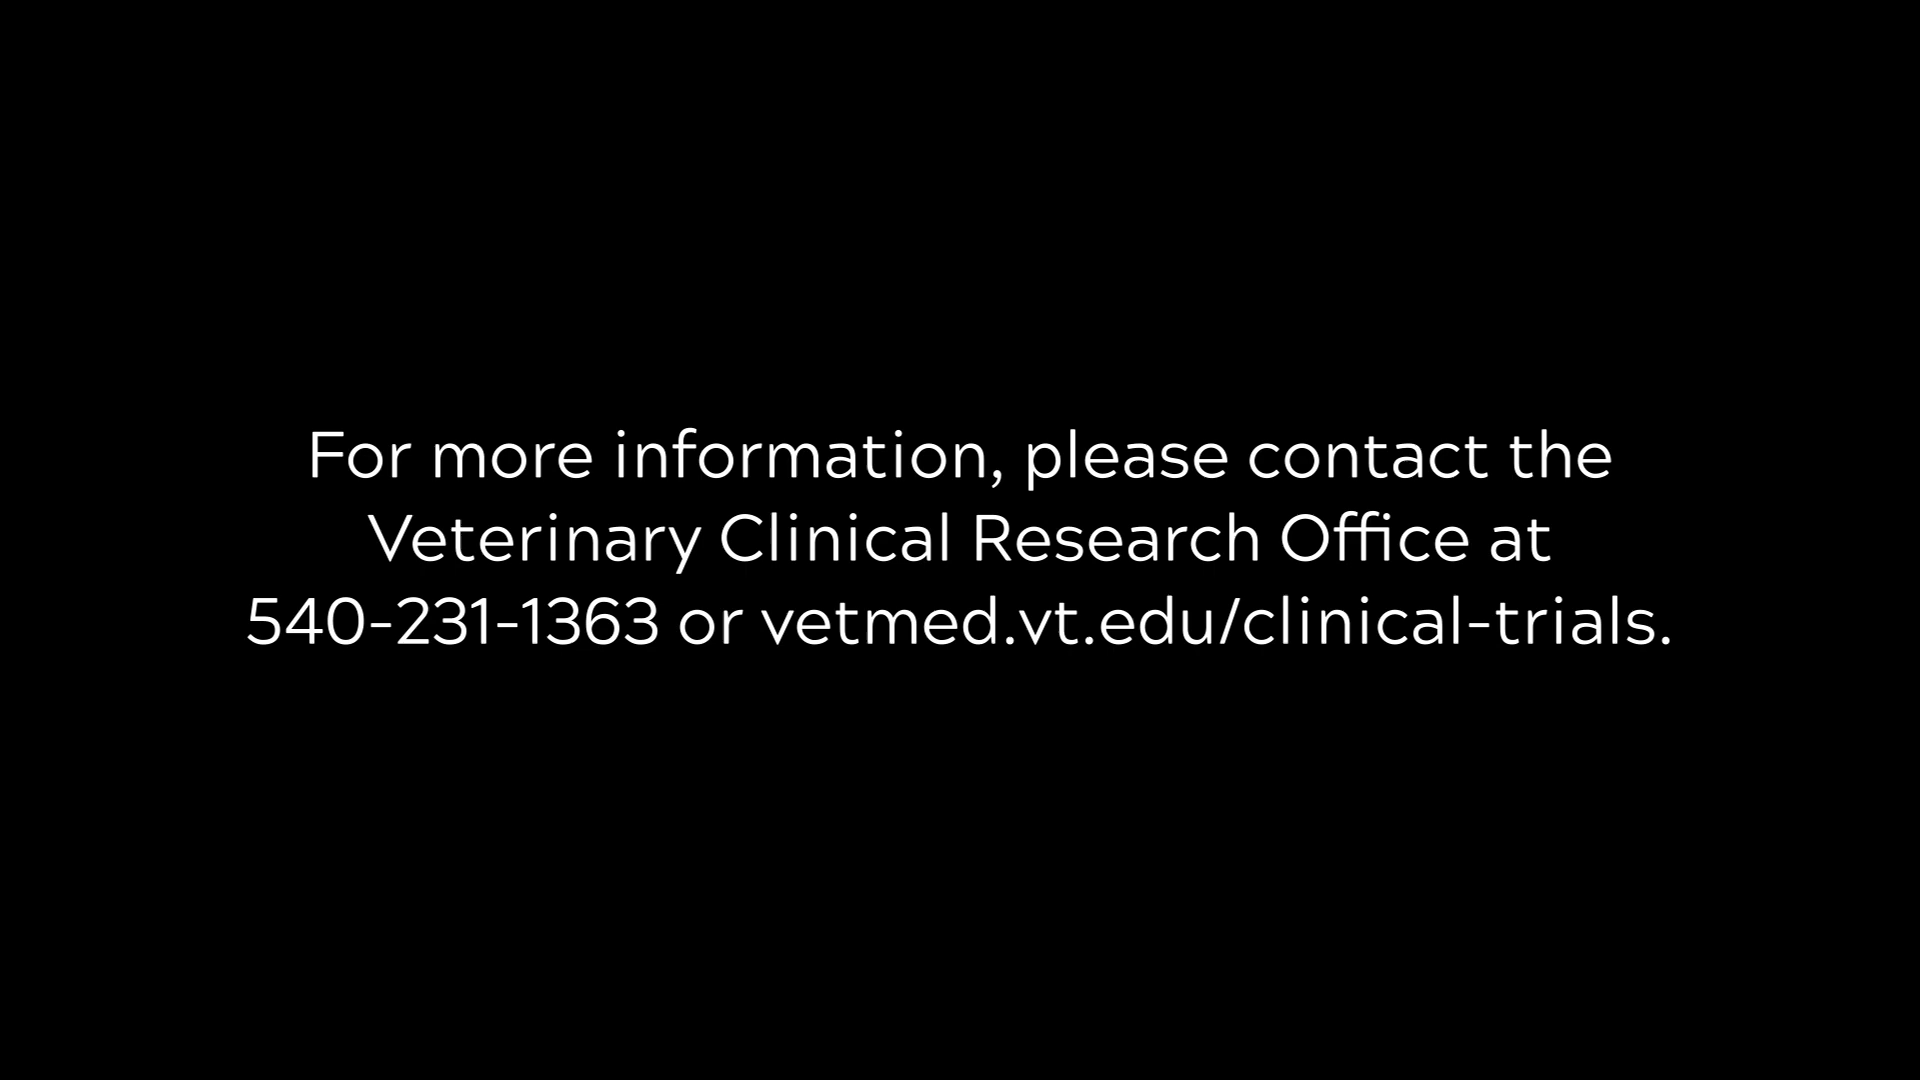 For more information, please contact the
Veterinary Clinical Research Office at
540-231-1363 or vetmed.vt.edu/clinical-trials.